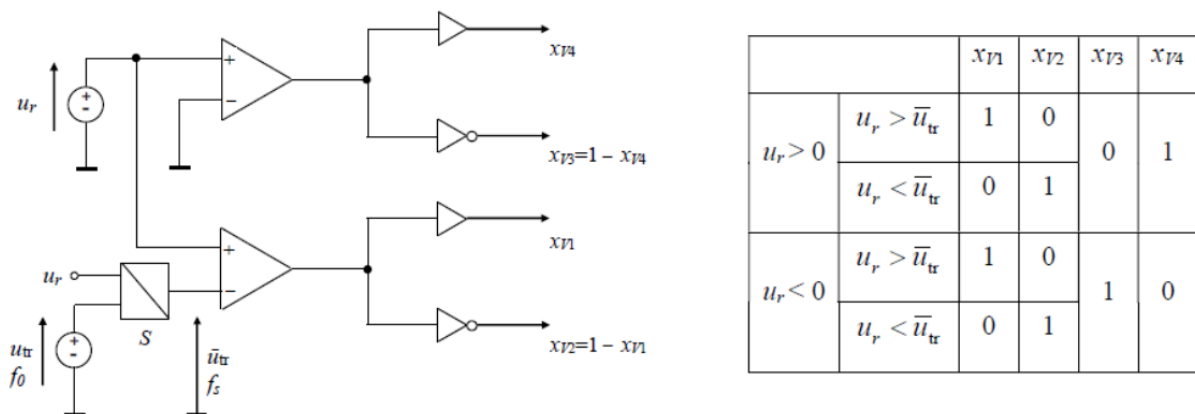 x_V4
u_r
+
-
+
−
x_V3=1 – x_V4
x_V1
+
−
u_r
S
u_tr
f_0
+
-
ū_tr
f_s
x_V2=1 – x_V1
x_V1 x_V2 x_V3 x_V4
u_r > 0
u_r > ū_tr 1 0
0 1
u_r < ū_tr 0 1
u_r < 0
u_r > ū_tr 1 0
1 0
u_r < ū_tr 0 1